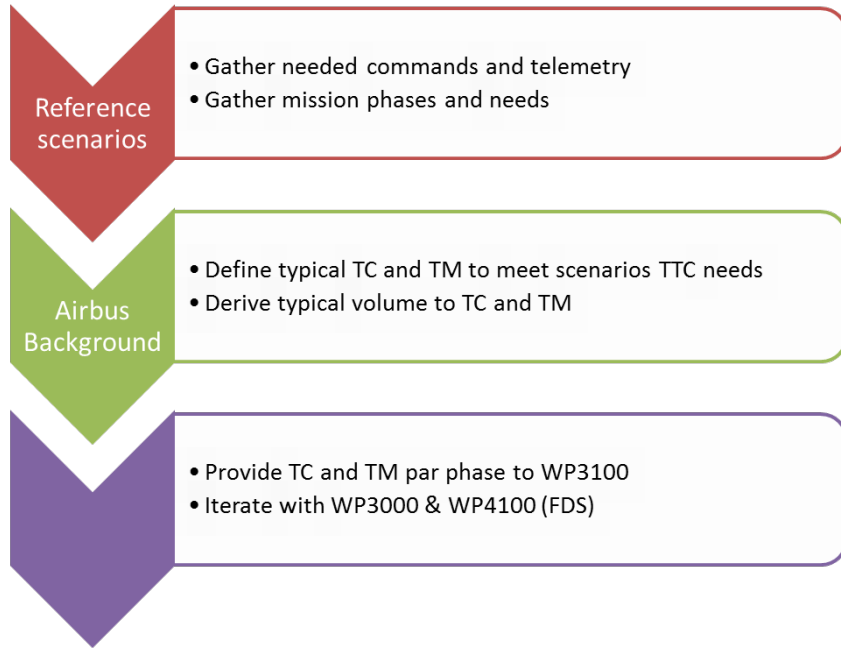 Reference
scenarios
• Gather needed commands and telemetry
• Gather mission phases and needs
Airbus
Background
• Define typical TC and TM to meet scenarios TTC needs
• Derive typical volume to TC and TM
• Provide TC and TM par phase to WP3100
• Iterate with WP3000 & WP4100 (FDS)